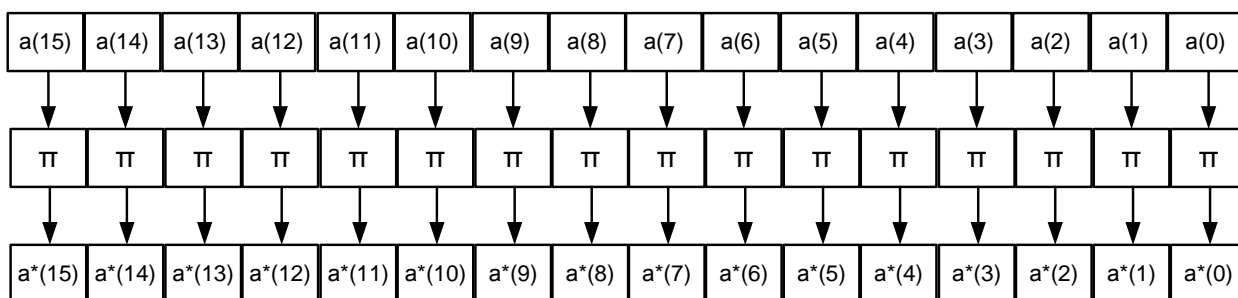 a(15) a(14) a(13) a(12) a(11) a(10) a(9) a(8) a(7) a(6) a(5) a(4) a(3) a(2) a(1) a(0)
π π π π π π π π π π π π π π π π
a*(15) a*(14) a*(13) a*(12) a*(11) a*(10) a*(9) a*(8) a*(7) a*(6) a*(5) a*(4) a*(3) a*(2) a*(1) a*(0)